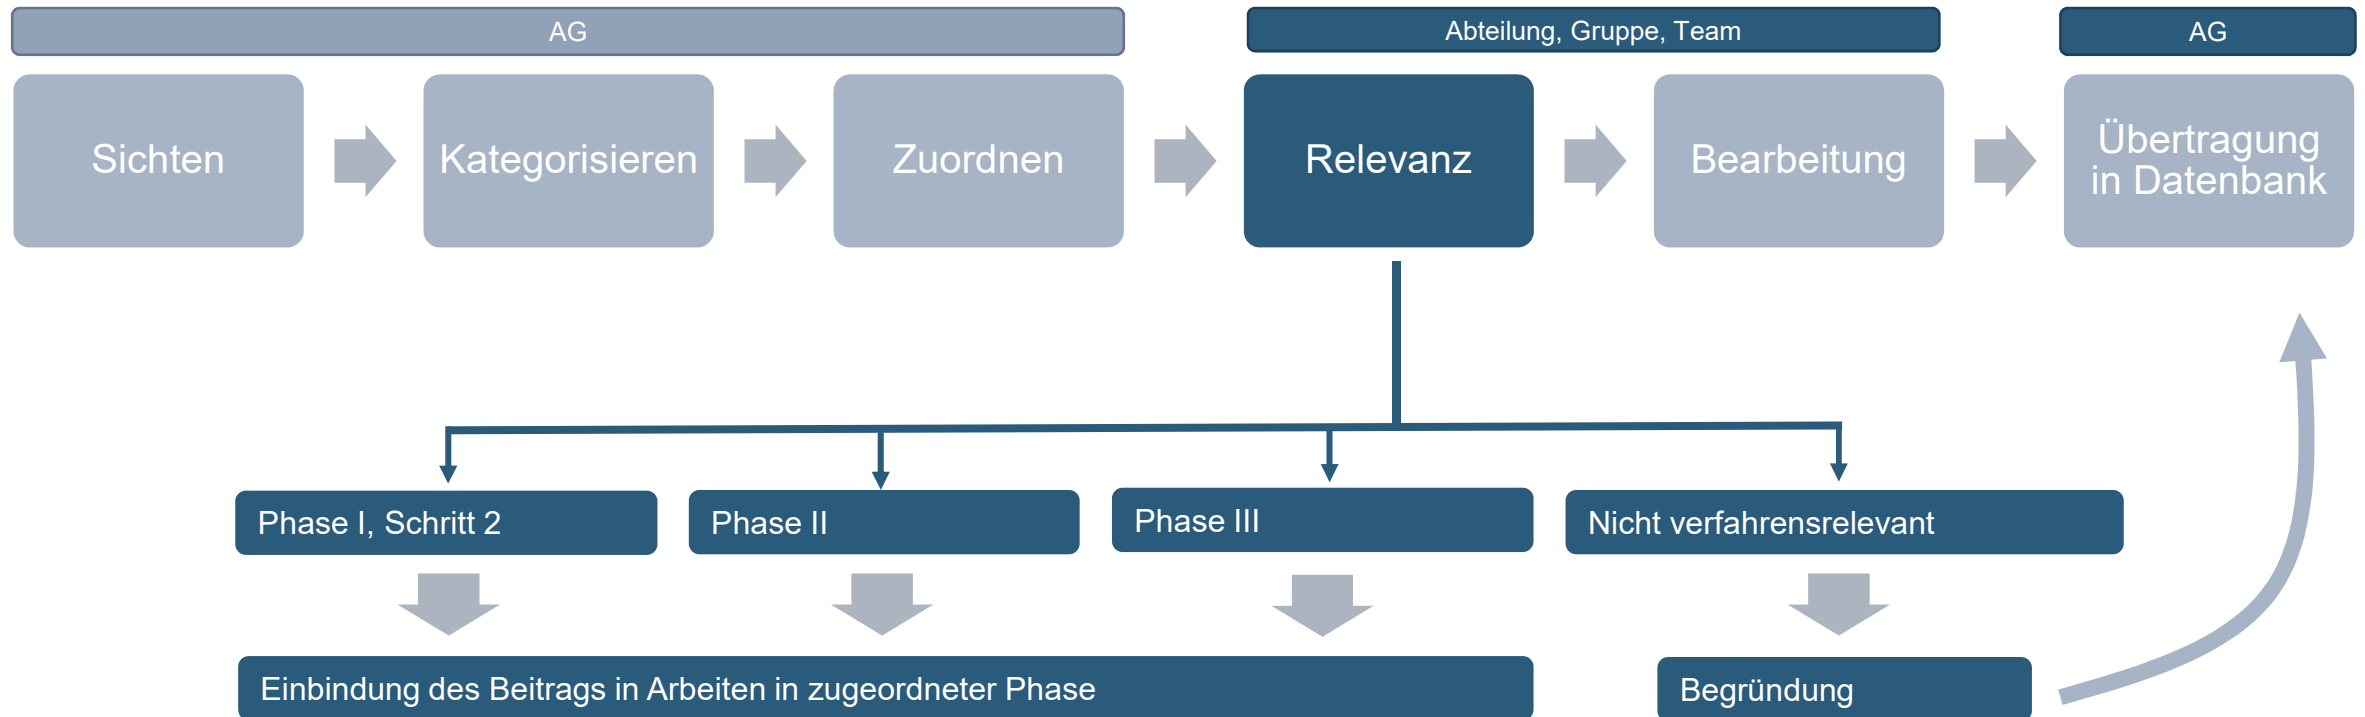 AG
Abteilung, Gruppe, Team
AG
Sichten
Kategorisieren
Zuordnen
Relevanz
Bearbeitung
Übertragung
in Datenbank
Phase I, Schritt 2
Phase II
Phase III
Nicht verfahrensrelevant
Einbindung des Beitrags in Arbeiten in zugeordneter Phase
Begründung